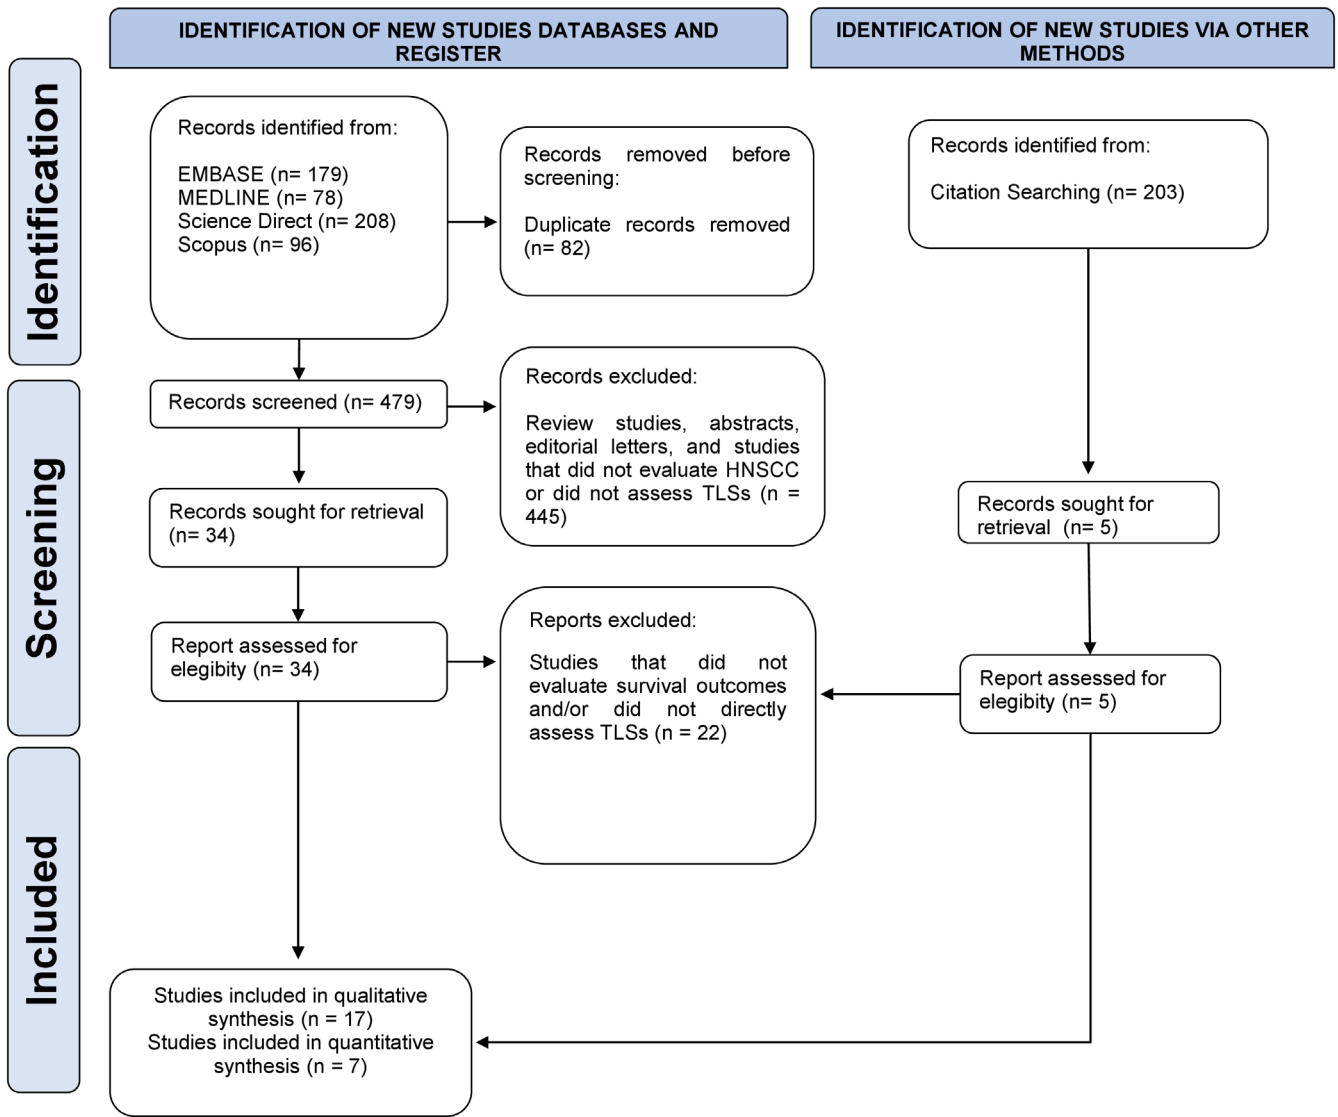 IDENTIFICATION OF NEW STUDIES DATABASES AND
REGISTER
IDENTIFICATION OF NEW STUDIES VIA OTHER
METHODS
Identification
Records identified from:
EMBASE (n= 179)
MEDLINE (n= 78)
Science Direct (n= 208)
Scopus (n= 96)
Records removed before
screening:
Duplicate records removed
(n= 82)
Records identified from:
Citation Searching (n= 203)
Screening
Records screened (n= 479)
Records excluded:
Review studies, abstracts,
editorial letters, and studies
that did not evaluate HNSCC
or did not assess TLSs (n =
445)
Records sought for retrieval
(n= 34)
Records sought for
retrieval (n= 5)
Report assessed for
elegibity (n= 34)
Reports excluded:
Studies that did not
evaluate survival outcomes
and/or did not directly
assess TLSs (n = 22)
Report assessed for
elegibity (n= 5)
Included
Studies included in qualitative
synthesis (n = 17)
Studies included in quantitative
synthesis (n = 7)